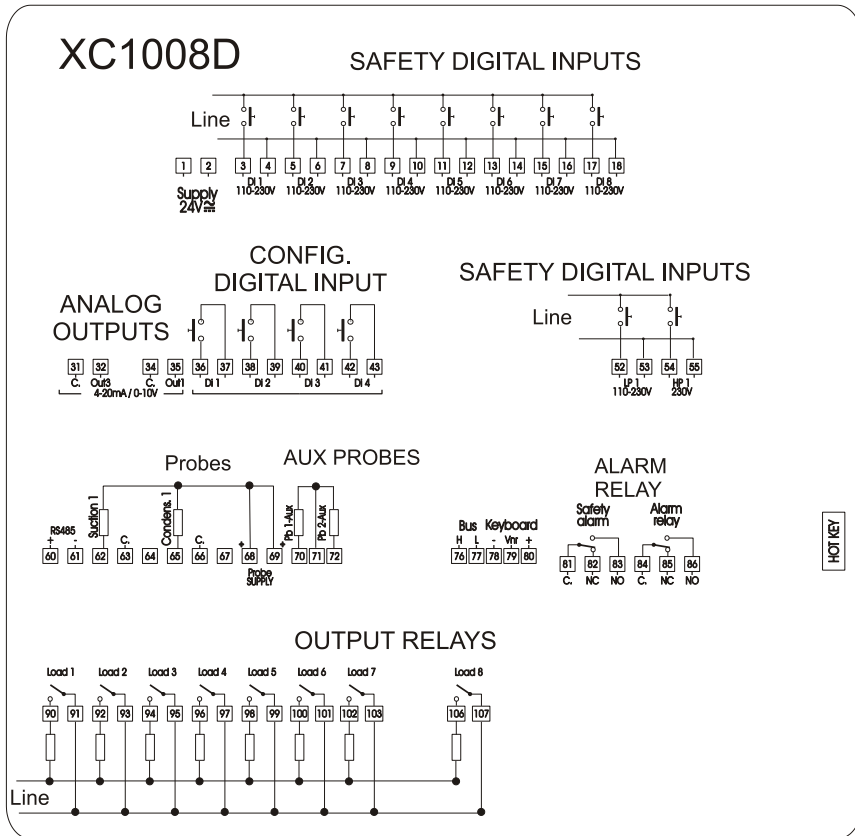 XC1008D
SAFETY DIGITAL INPUTS
Line
1 2 3 4 5 6 7 8 9 10 11 12 13 14 15 16 17 18
Supply
24V
DI 1 DI 2 DI 3 DI 4 DI 5 DI 6 DI 7 DI 8
110-230V 110-230V 110-230V 110-230V 110-230V 110-230V 110-230V 110-230V
CONFIG.
DIGITAL INPUT
ANALOG
OUTPUTS
31 32 34 35
C. Out3 C. Out1
4-20mA / 0-10V
36 37 38 39 40 41 42 43
DI 1 DI 2 DI 3 DI 4
SAFETY DIGITAL INPUTS
Line
52 53 54 55
LP 1 HP 1
110-230V 230V
Probes
RS485
+ -
Suction 1
C.
Condens. 1
C.
+ +
60 61 62 63 64 65 66 67 68 69
Probe
SUPPLY
AUX PROBES
Pb 1-Aux
Pb 2-Aux
70 71 72
Bus Keyboard
H L - Vnr +
76 77 78 79 80
ALARM
RELAY
Safety
alarm
Alarm
relay
81 82 83 84 85 86
C. NC NO C. NC NO
HOT KEY
OUTPUT RELAYS
Load 1 Load 2 Load 3 Load 4 Load 5 Load 6 Load 7 Load 8
90 91 92 93 94 95 96 97 98 99 100 101 102 103 106 107
Line